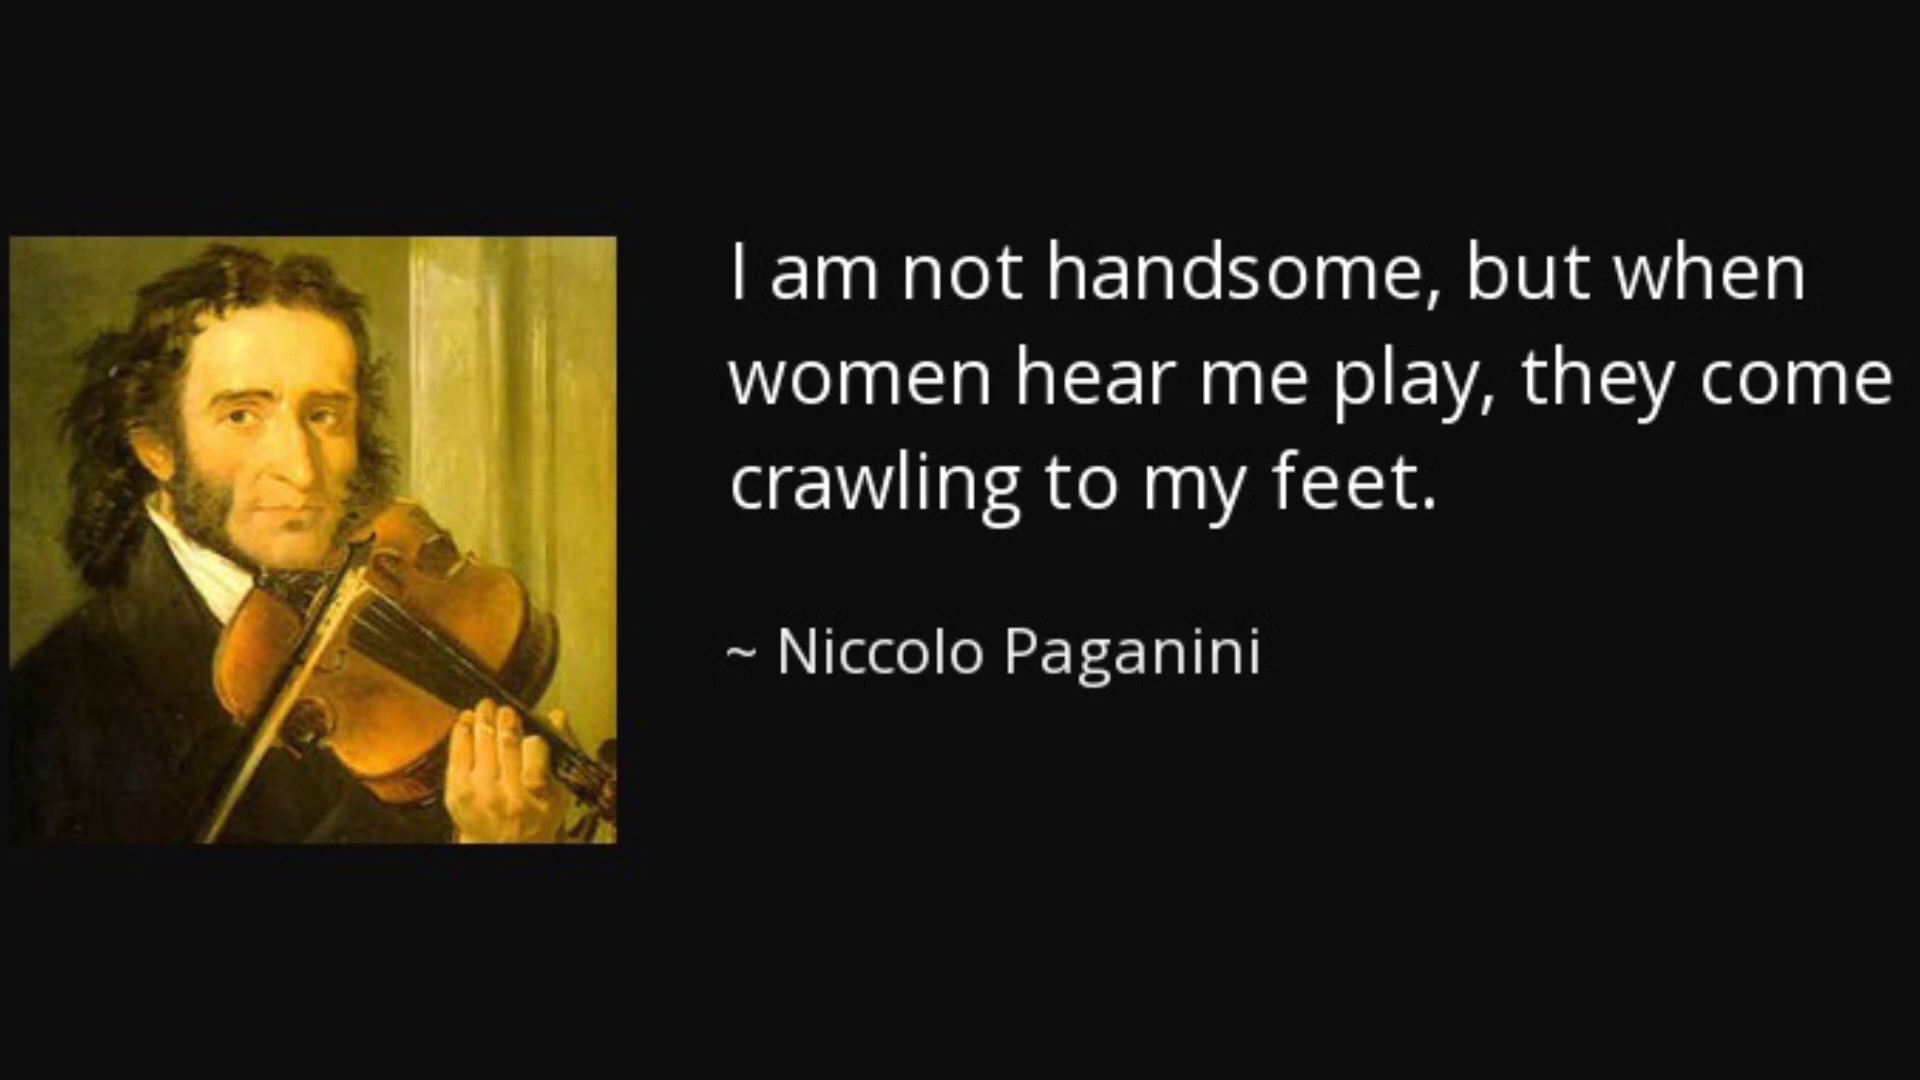 I am not handsome, but when
women hear me play, they come
crawling to my feet.
~ Niccolo Paganini